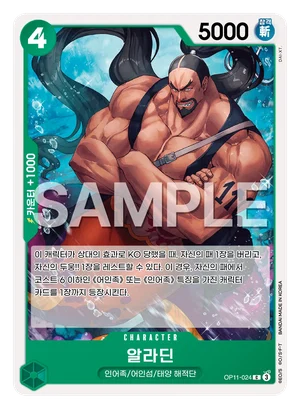 4
5000
참격
斬
카운터 +1000
SAMPLE
이 캐릭터가 상대의 효과로 KO 당했을 때, 자신의 패 1장을 버리고,
자신의 두웅!! 1장을 레스트할 수 있다. 이 경우, 자신의 패에서
코스트 6 이하인 《어인족》 또는 《인어족》 특징을 가진 캐릭터
카드를 1장까지 등장시킨다.
CHARACTER
알라딘
인어족/어인섬/태양 해적단
OP11-024